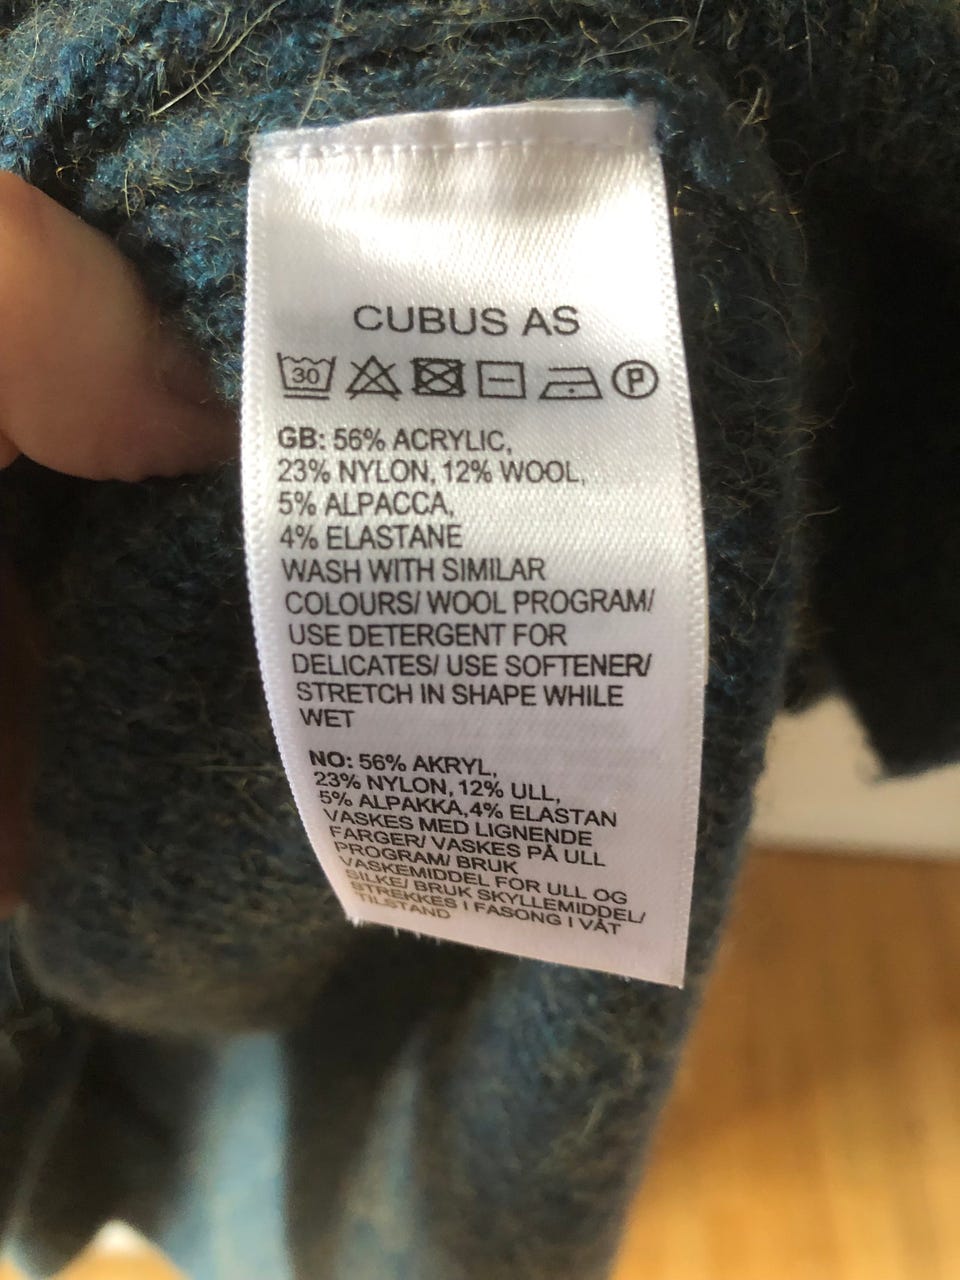 CUBUS AS
30 P
GB: 56% ACRYLIC,
23% NYLON, 12% WOOL,
5% ALPACCA,
4% ELASTANE
WASH WITH SIMILAR
COLOURS/ WOOL PROGRAM/
USE DETERGENT FOR
DELICATES/ USE SOFTENER/
STRETCH IN SHAPE WHILE
WET
NO: 56% AKRYL,
23% NYLON, 12% ULL,
5% ALPAKKA,4% ELASTAN
VASKES MED LIGNENDE
FARGER/ VASKES PÅ ULL
PROGRAM/ BRUK
VASKEMIDDEL FOR ULL OG
SILKE/ BRUK SKYLLEMIDDEL/
STREKKES I FASONG I VÅT
TILSTAND